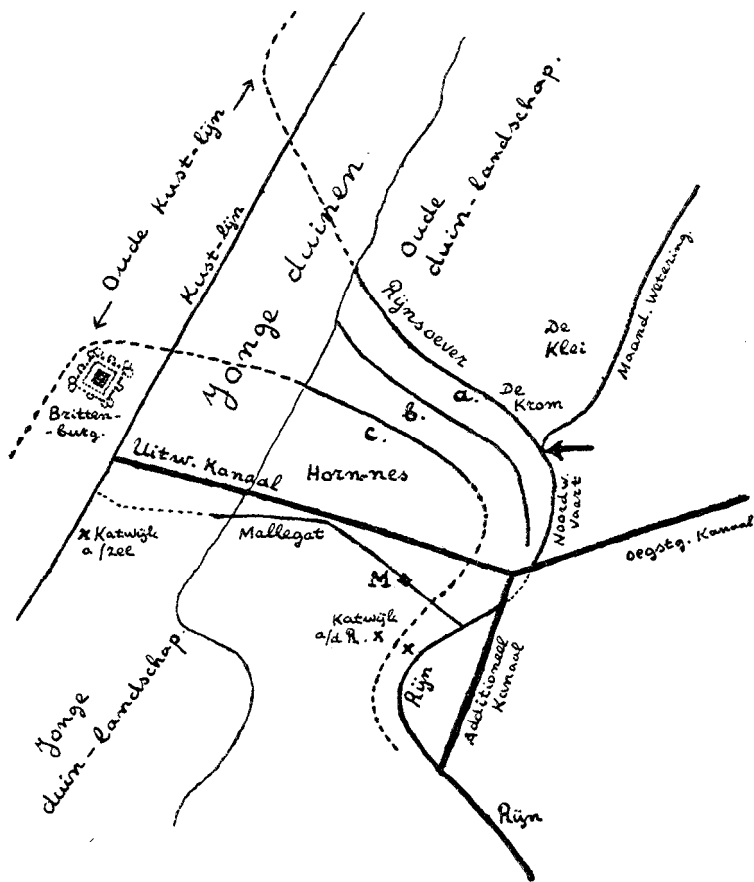 Oude Kust-lijn
Kust-lijn
Jonge duinen.
Oude
duin-landschap.
Rijnsoever
De
Klei
Maand. Wetering.
a.
De
Krom
b.
c.
Britten-
-burg.
Uitw. Kanaal
Horn-nes
Noordw.
Vaart
Oegstg. Kanaal
x Katwijk
a/zee
Mallegat
M
Katwijk
a/d R. x
x
Rijn
Additioneel
Kanaal
Jonge
duin-landschap.
Rijn